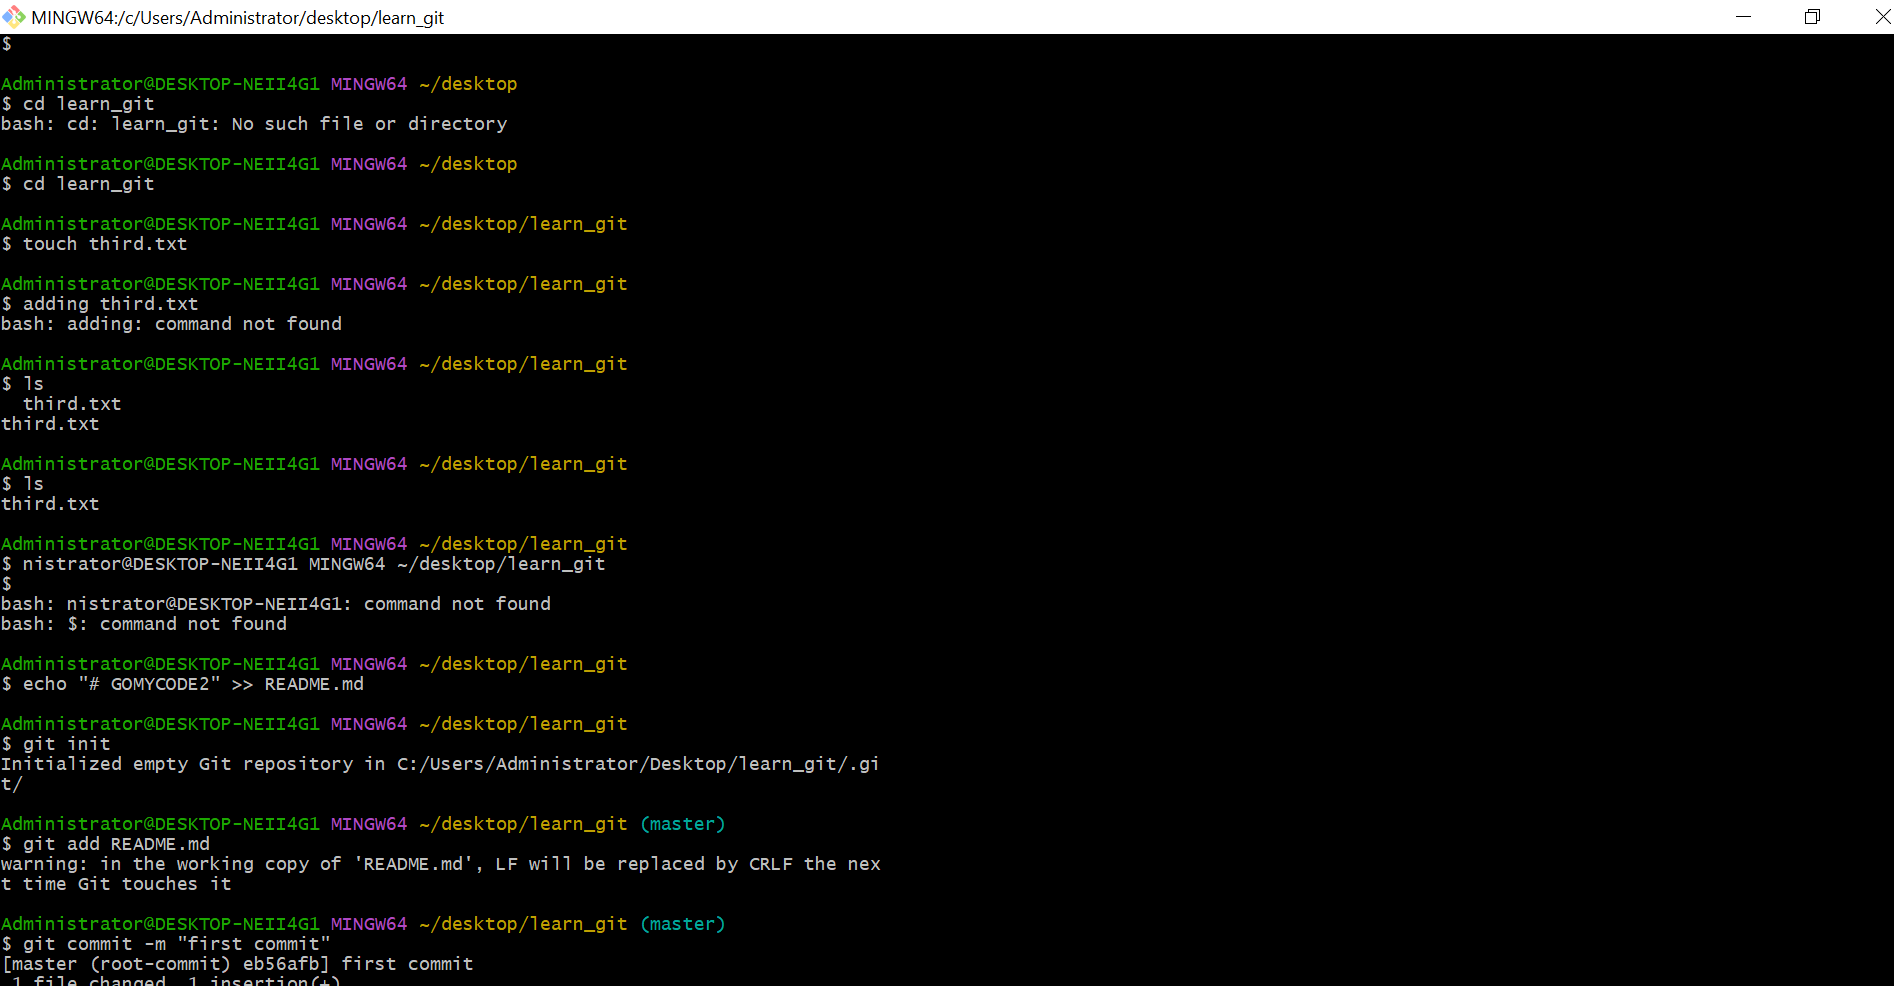 MINGW64:/c/Users/Administrator/desktop/learn_git
$
Administrator@DESKTOP-NEII4G1 MINGW64 ~/desktop
$ cd learn_git
bash: cd: learn_git: No such file or directory
Administrator@DESKTOP-NEII4G1 MINGW64 ~/desktop
$ cd learn_git
Administrator@DESKTOP-NEII4G1 MINGW64 ~/desktop/learn_git
$ touch third.txt
Administrator@DESKTOP-NEII4G1 MINGW64 ~/desktop/learn_git
$ adding third.txt
bash: adding: command not found
Administrator@DESKTOP-NEII4G1 MINGW64 ~/desktop/learn_git
$ ls
  third.txt
third.txt
Administrator@DESKTOP-NEII4G1 MINGW64 ~/desktop/learn_git
$ ls
third.txt
Administrator@DESKTOP-NEII4G1 MINGW64 ~/desktop/learn_git
$ nistrator@DESKTOP-NEII4G1 MINGW64 ~/desktop/learn_git
$
bash: nistrator@DESKTOP-NEII4G1: command not found
bash: $: command not found
Administrator@DESKTOP-NEII4G1 MINGW64 ~/desktop/learn_git
$ echo "# GOMYCODE2" >> README.md
Administrator@DESKTOP-NEII4G1 MINGW64 ~/desktop/learn_git
$ git init
Initialized empty Git repository in C:/Users/Administrator/Desktop/learn_git/.gi
t/
Administrator@DESKTOP-NEII4G1 MINGW64 ~/desktop/learn_git (master)
$ git add README.md
warning: in the working copy of 'README.md', LF will be replaced by CRLF the nex
t time Git touches it
Administrator@DESKTOP-NEII4G1 MINGW64 ~/desktop/learn_git (master)
$ git commit -m "first commit"
[master (root-commit) eb56afb] first commit
 1 file changed, 1 insertion(+)